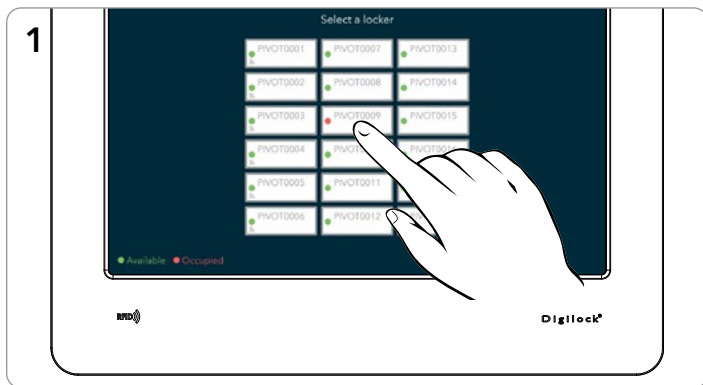 1
Select a locker
PIVOT0001 PIVOT0007 PIVOT0013
PIVOT0002 PIVOT0008 PIVOT0014
PIVOT0003 PIVOT0009 PIVOT0015
PIVOT0004
PIVOT0005 PIVOT0011
PIVOT0006 PIVOT0012
Available Occupied
RFID Digilock®